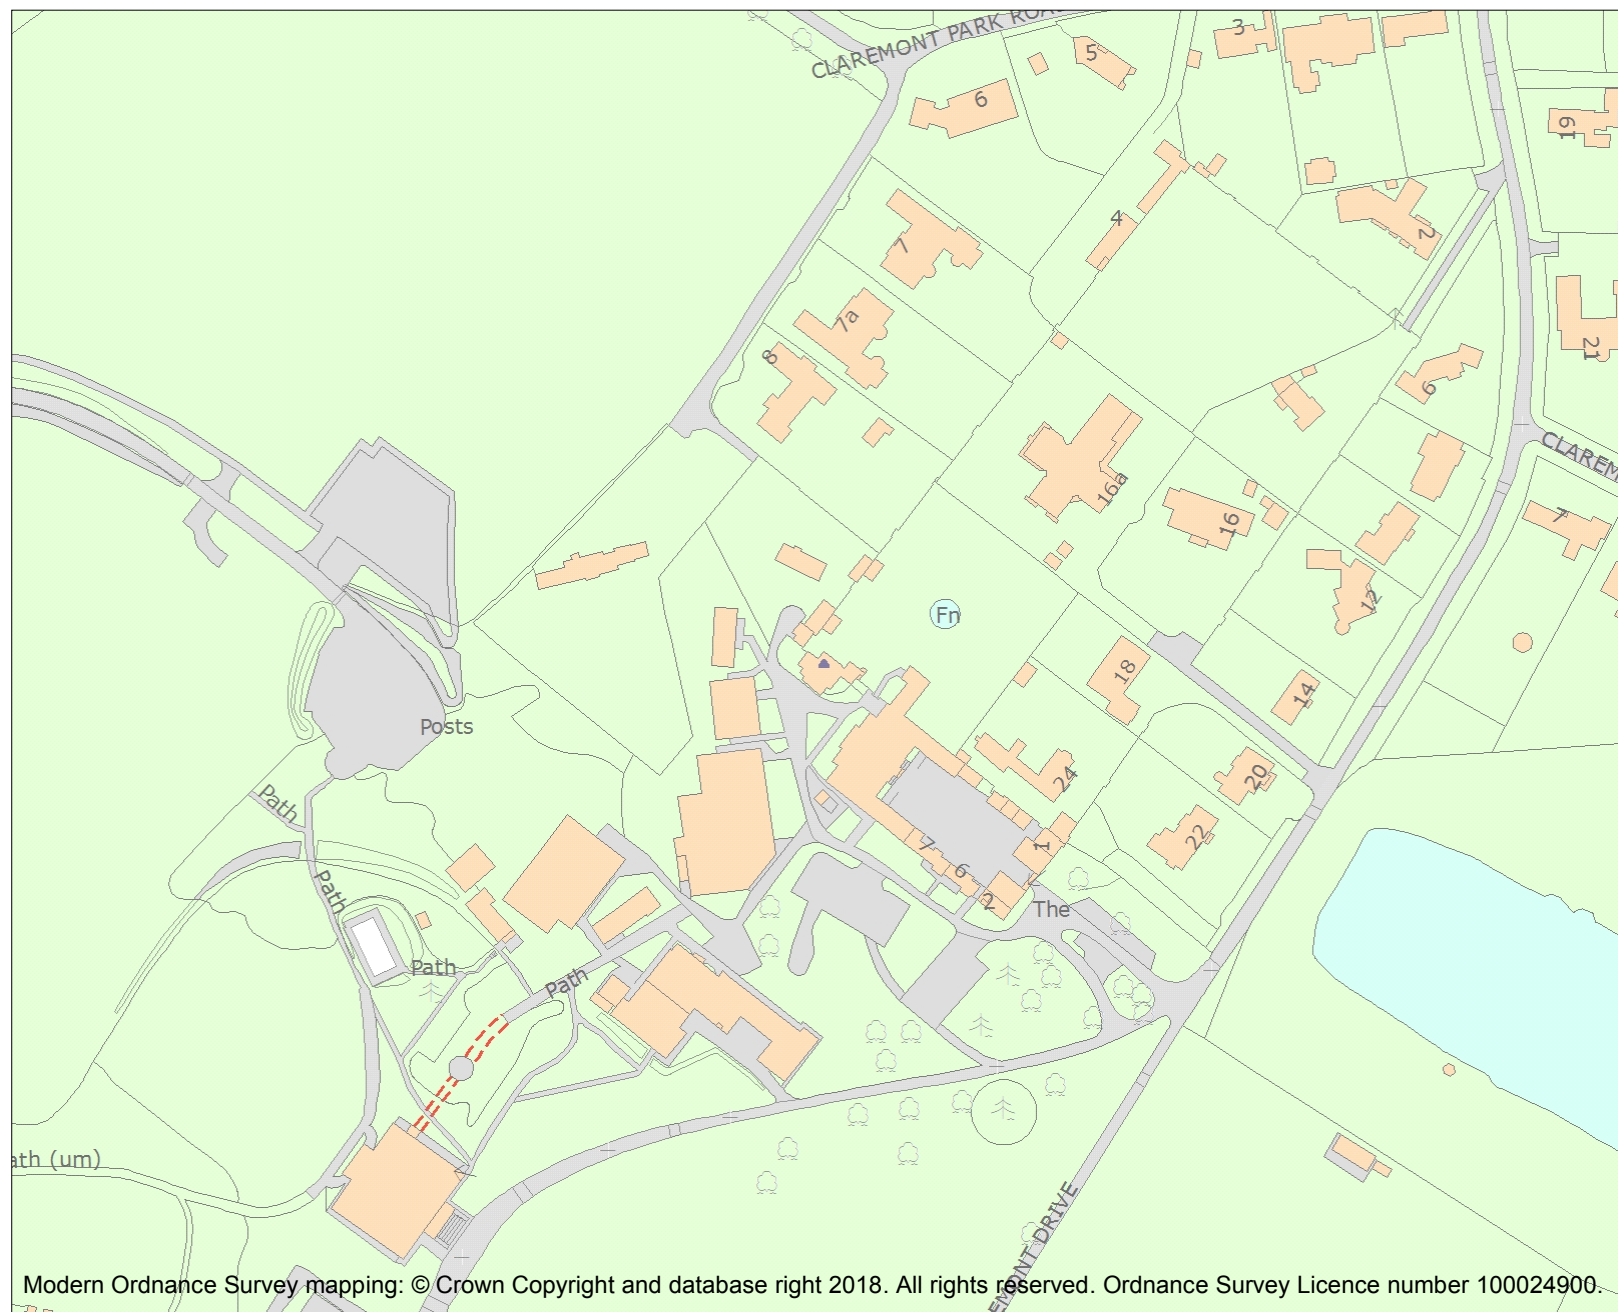 CLAREMONT PARK ROA
3
5
6
19
4
7
2
7a
8
21
6
CLAREM
16a
16
7
12
Fn
18
14
Posts
24
20
Path
22
7
1
6
Path
2
The
Path
Path
ath (um)
EMONT DRIVE
Modern Ordnance Survey mapping: © Crown Copyright and database right 2018. All rights reserved. Ordnance Survey Licence number 100024900.